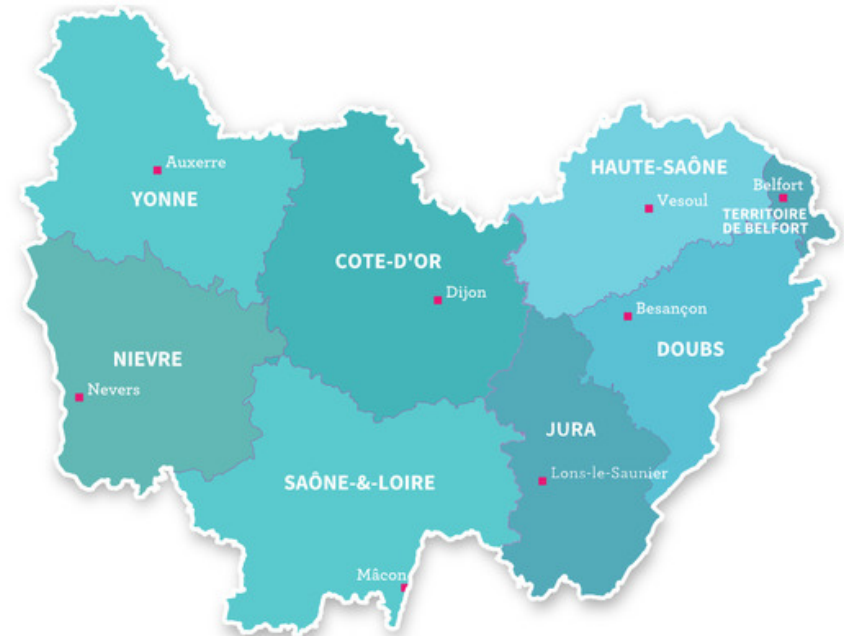 Auxerre
YONNE
HAUTE-SAÔNE
Vesoul
Belfort
TERRITOIRE
DE BELFORT
COTE-D'OR
Dijon
Besançon
DOUBS
NIEVRE
Nevers
JURA
Lons-le-Saunier
SAÔNE-&-LOIRE
Mâcon